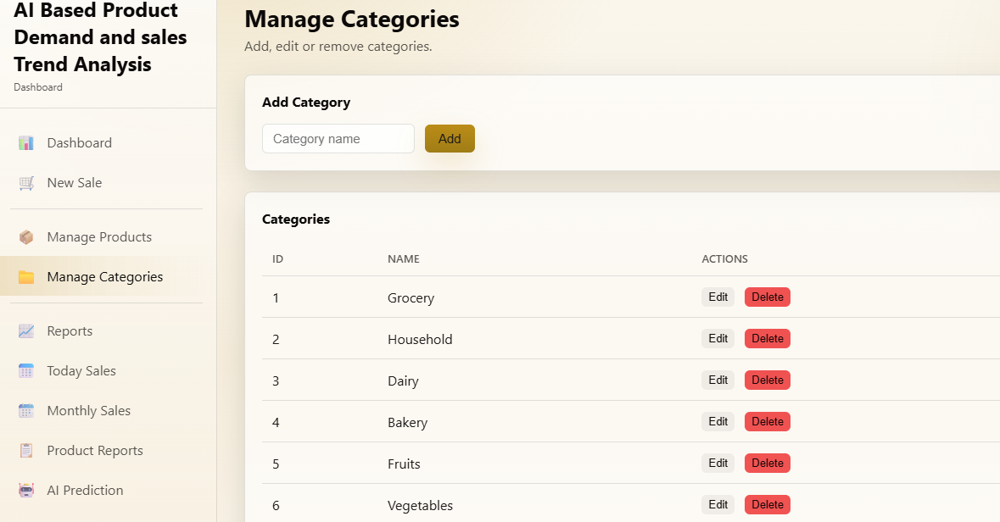 AI Based Product
Demand and sales
Trend Analysis
Dashboard
Dashboard
New Sale
Manage Products
Manage Categories
Reports
Today Sales
Monthly Sales
Product Reports
AI Prediction
Manage Categories
Add, edit or remove categories.
Add Category
Category name Add
Categories
ID NAME ACTIONS
1 Grocery Edit Delete
2 Household Edit Delete
3 Dairy Edit Delete
4 Bakery Edit Delete
5 Fruits Edit Delete
6 Vegetables Edit Delete